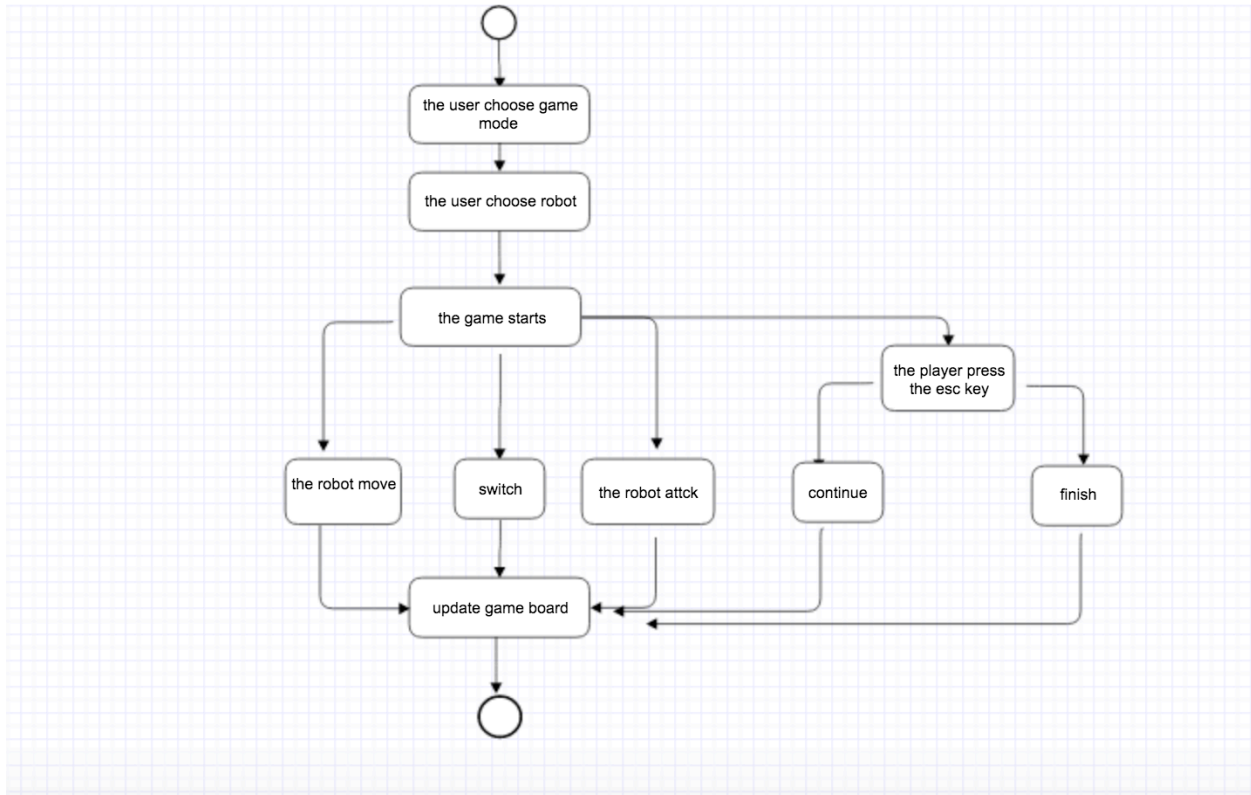 the user choose game
mode
the user choose robot
the game starts
the player press
the esc key
the robot move
switch
the robot attck
continue
finish
update game board